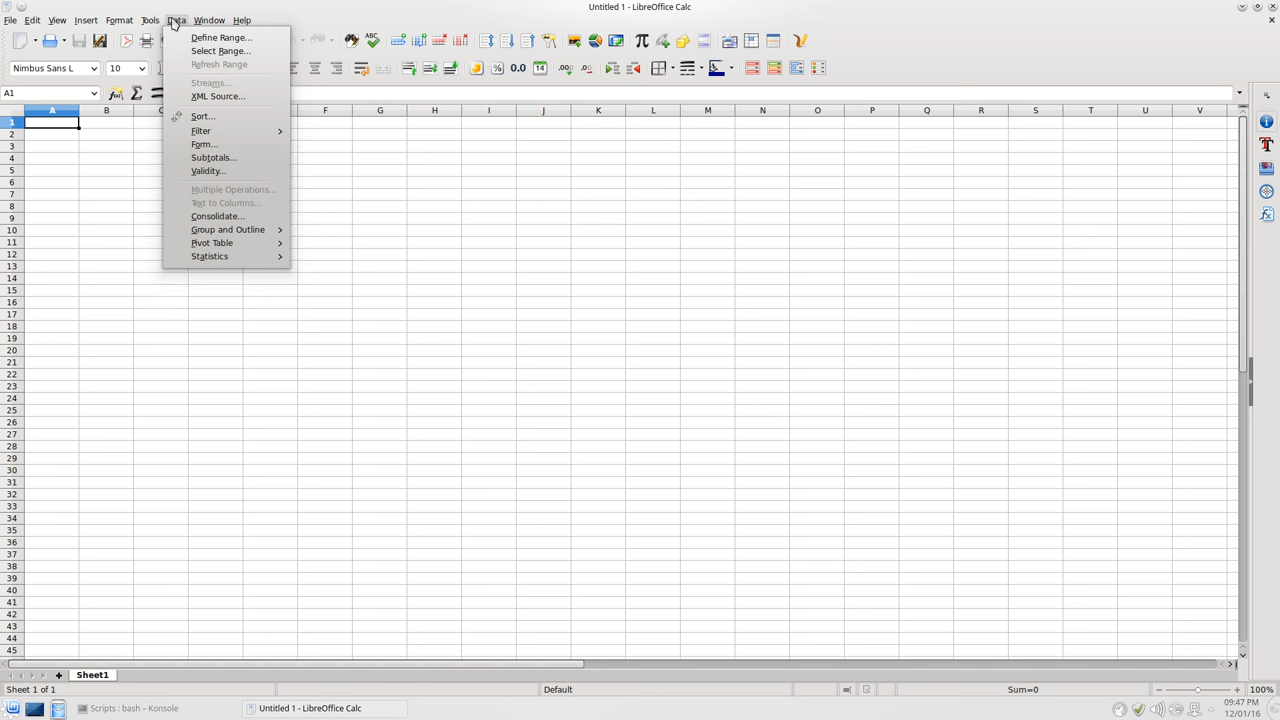 Untitled 1 - LibreOffice Calc
File Edit View Insert Format Tools Data Window Help
Nimbus Sans L 10
A1
Define Range...
Select Range...
Refresh Range
Streams...
XML Source...
Sort...
Filter
Form...
Subtotals...
Validity...
Multiple Operations...
Text to Columns...
Consolidate...
Group and Outline
Pivot Table
Statistics
A B C F G H I J K L M N O P Q R S T U V
1
2
3
4
5
6
7
8
9
10
11
12
13
14
15
16
17
18
19
20
21
22
23
24
25
26
27
28
29
30
31
32
33
34
35
36
37
38
39
40
41
42
43
44
45
Sheet1
Sheet 1 of 1 Default Sum=0 100%
Scripts : bash – Konsole Untitled 1 - LibreOffice Calc
09:47 PM
12/01/16